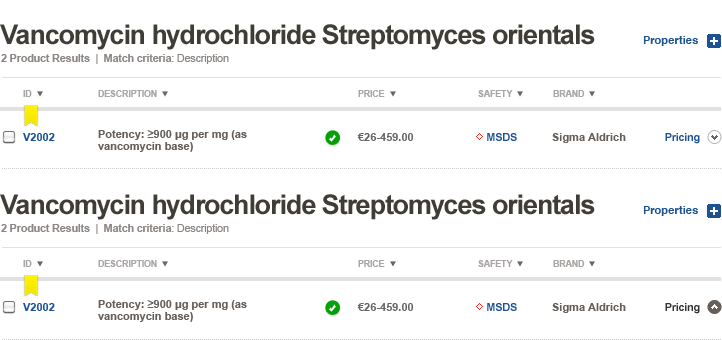 Vancomycin hydrochloride Streptomyces orientals
Properties
2 Product Results | Match criteria: Description
ID DESCRIPTION PRICE SAFETY BRAND
V2002 Potency: ≥900 μg per mg (as vancomycin base) €26-459.00 MSDS Sigma Aldrich Pricing
Vancomycin hydrochloride Streptomyces orientals
Properties
2 Product Results | Match criteria: Description
ID DESCRIPTION PRICE SAFETY BRAND
V2002 Potency: ≥900 μg per mg (as vancomycin base) €26-459.00 MSDS Sigma Aldrich Pricing